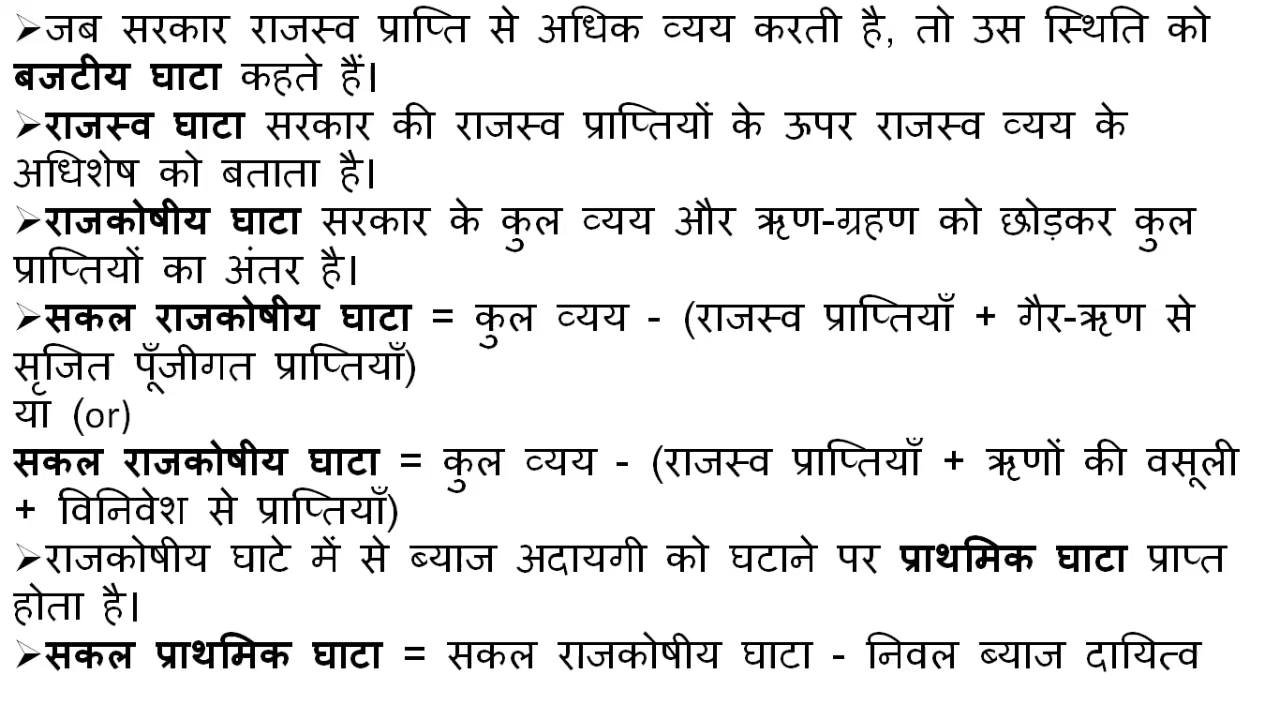 ➢जब सरकार राजस्व प्राप्ति से अधिक व्यय करती है, तो उस स्थिति को
बजटीय घाटा कहते हैं।
➢राजस्व घाटा सरकार की राजस्व प्राप्तियों के ऊपर राजस्व व्यय के
अधिशेष को बताता है।
➢राजकोषीय घाटा सरकार के कुल व्यय और ऋण-ग्रहण को छोड़कर कुल
प्राप्तियों का अंतर है।
➢सकल राजकोषीय घाटा = कुल व्यय - (राजस्व प्राप्तियाँ + गैर-ऋण से
सृजित पूँजीगत प्राप्तियाँ)
या (or)
सकल राजकोषीय घाटा = कुल व्यय - (राजस्व प्राप्तियाँ + ऋणों की वसूली
+ विनिवेश से प्राप्तियाँ)
➢राजकोषीय घाटे में से ब्याज अदायगी को घटाने पर प्राथमिक घाटा प्राप्त
होता है।
➢सकल प्राथमिक घाटा = सकल राजकोषीय घाटा - निवल ब्याज दायित्व